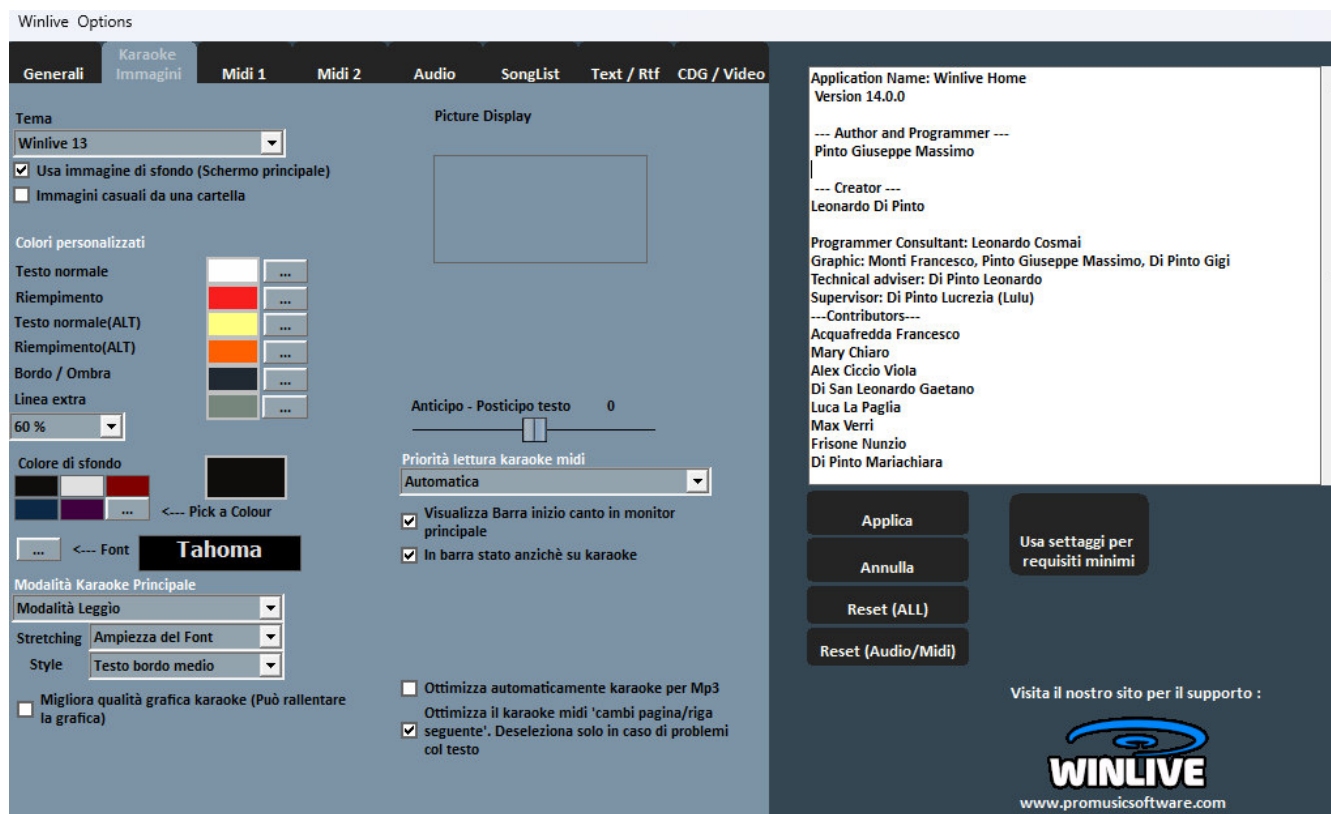 Winlive Options
Generali
Karaoke
Immagini
Midi 1
Midi 2
Audio
SongList
Text / Rtf
CDG / Video
Tema
Winlive 13
Usa immagine di sfondo (Schermo principale)
Immagini casuali da una cartella
Colori personalizzati
Testo normale
...
Riempimento
...
Testo normale(ALT)
...
Riempimento(ALT)
...
Bordo / Ombra
...
Linea extra
...
60 %
Colore di sfondo
...
<--- Pick a Colour
...
<--- Font
Tahoma
Modalità Karaoke Principale
Modalità Leggìo
Stretching
Ampiezza del Font
Style
Testo bordo medio
Migliora qualità grafica karaoke (Può rallentare
la grafica)
Picture Display
Anticipo - Posticipo testo 0
Priorità lettura karaoke midi
Automatica
Visualizza Barra inizio canto in monitor
principale
In barra stato anzichè su karaoke
Ottimizza automaticamente karaoke per Mp3
Ottimizza il karaoke midi 'cambi pagina/riga
seguente'. Deseleziona solo in caso di problemi
col testo
Application Name: Winlive Home
Version 14.0.0
--- Author and Programmer ---
Pinto Giuseppe Massimo
--- Creator ---
Leonardo Di Pinto
Programmer Consultant: Leonardo Cosmai
Graphic: Monti Francesco, Pinto Giuseppe Massimo, Di Pinto Gigi
Technical adviser: Di Pinto Leonardo
Supervisor: Di Pinto Lucrezia (Lulu)
---Contributors---
Acquafredda Francesco
Mary Chiaro
Alex Ciccio Viola
Di San Leonardo Gaetano
Luca La Paglia
Max Verri
Frisone Nunzio
Di Pinto Mariachiara
Applica
Annulla
Reset (ALL)
Reset (Audio/Midi)
Usa settaggi per
requisiti minimi
Visita il nostro sito per il supporto :
WINLIVE
www.promusicsoftware.com